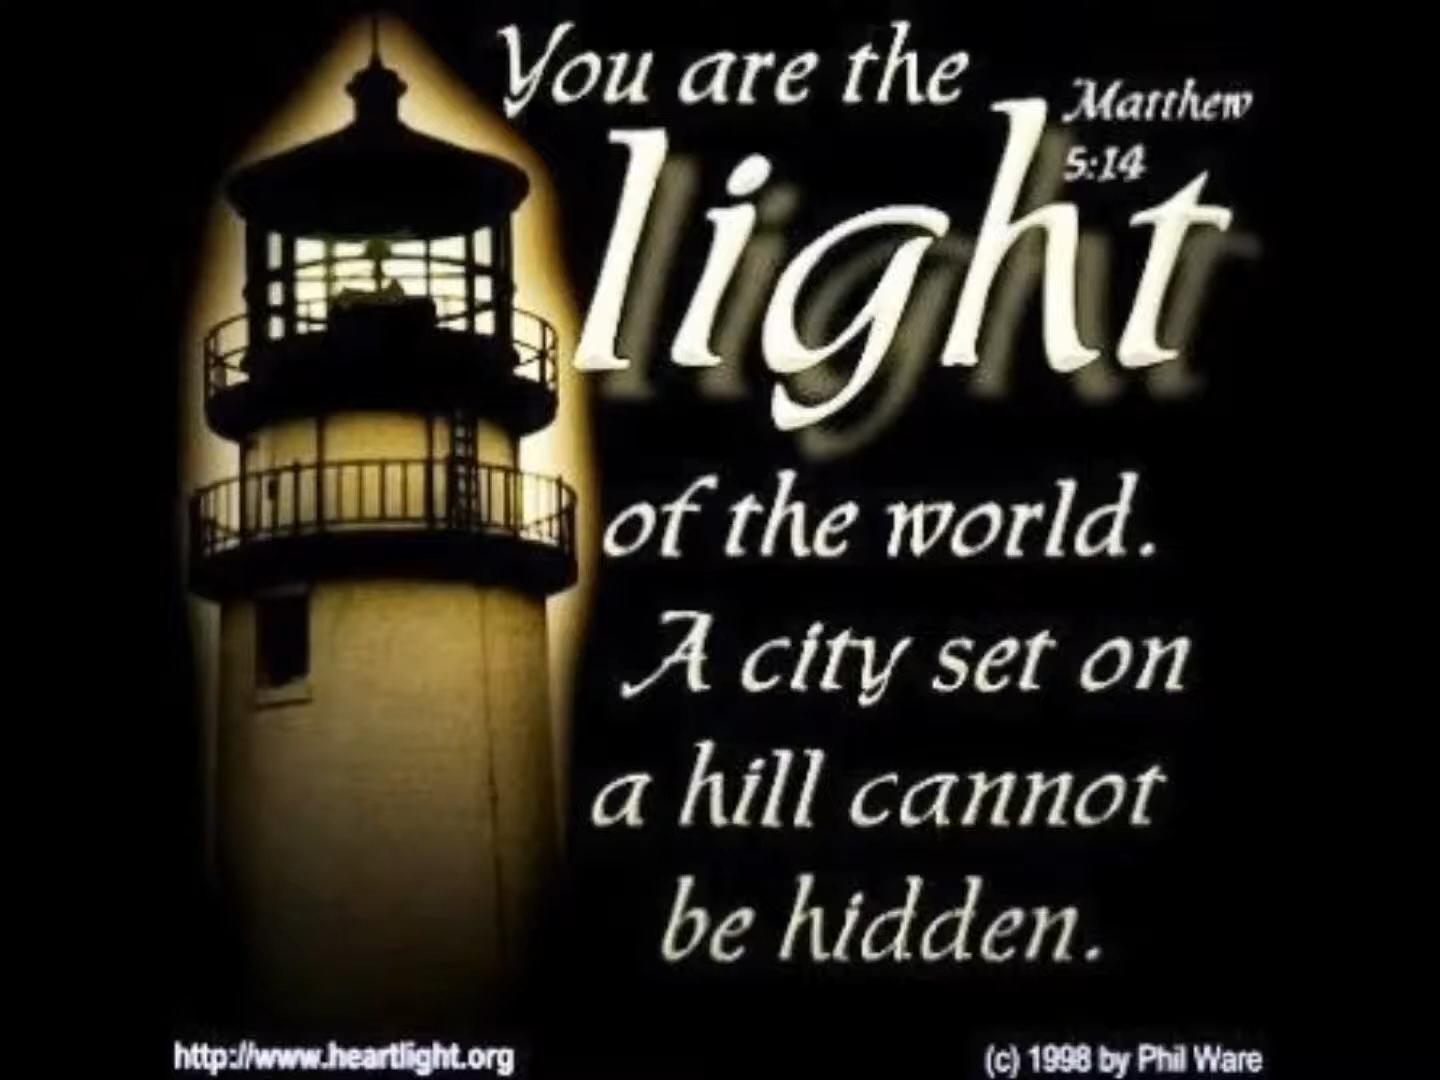 You are the
Matthew
5:14
light
of the world.
A city set on
a hill cannot
be hidden.
http://www.heartlight.org
(c) 1998 by Phil Ware